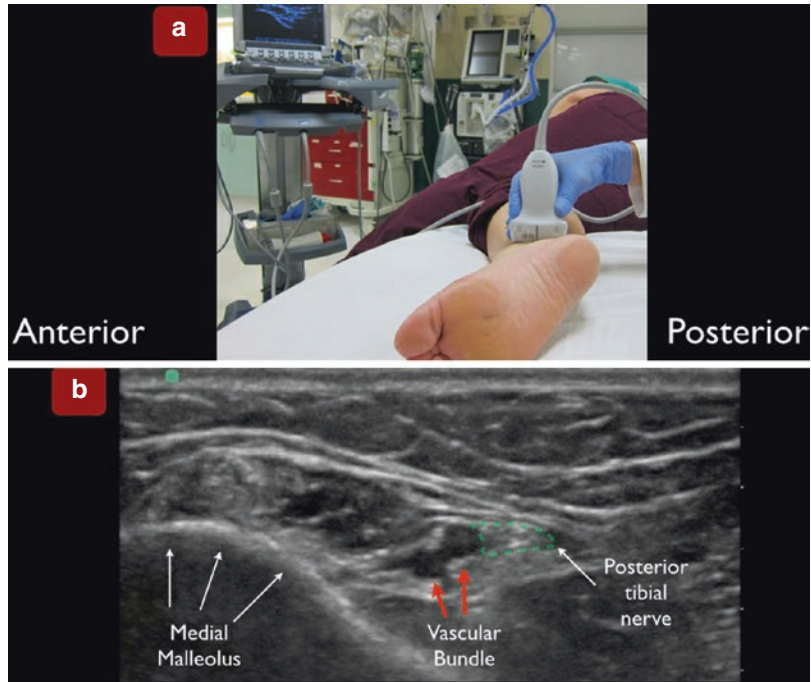 a
Anterior
Posterior
b
Medial
Malleolus
Vascular
Bundle
Posterior
tibial
nerve